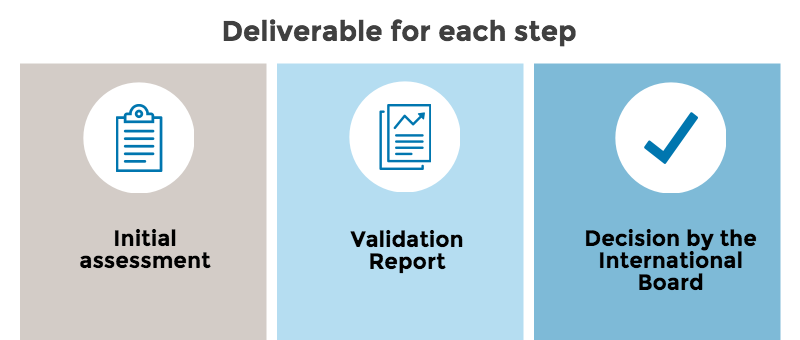 Deliverable for each step
Initial
assessment
Validation
Report
Decision by the
International
Board